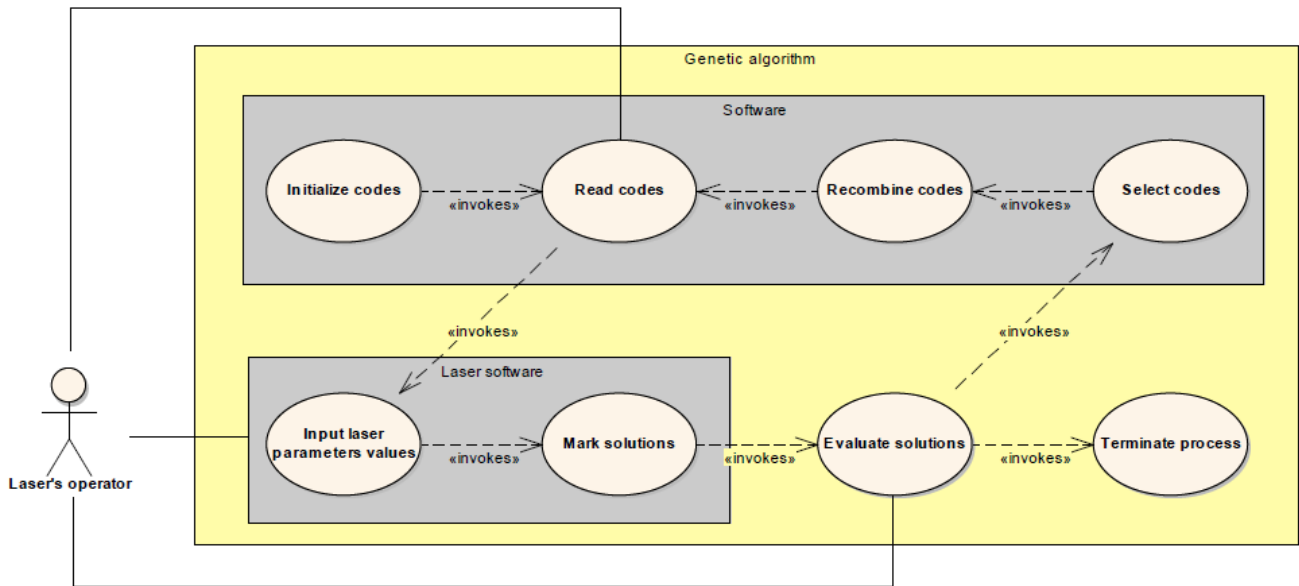 Genetic algorithm
Software
Initialize codes
Read codes
Recombine codes
Select codes
«invokes»
«invokes»
«invokes»
«invokes»
«invokes»
Laser software
Input laser
parameters values
Mark solutions
Evaluate solutions
Terminate process
«invokes»
«invokes»
«invokes»
Laser's operator